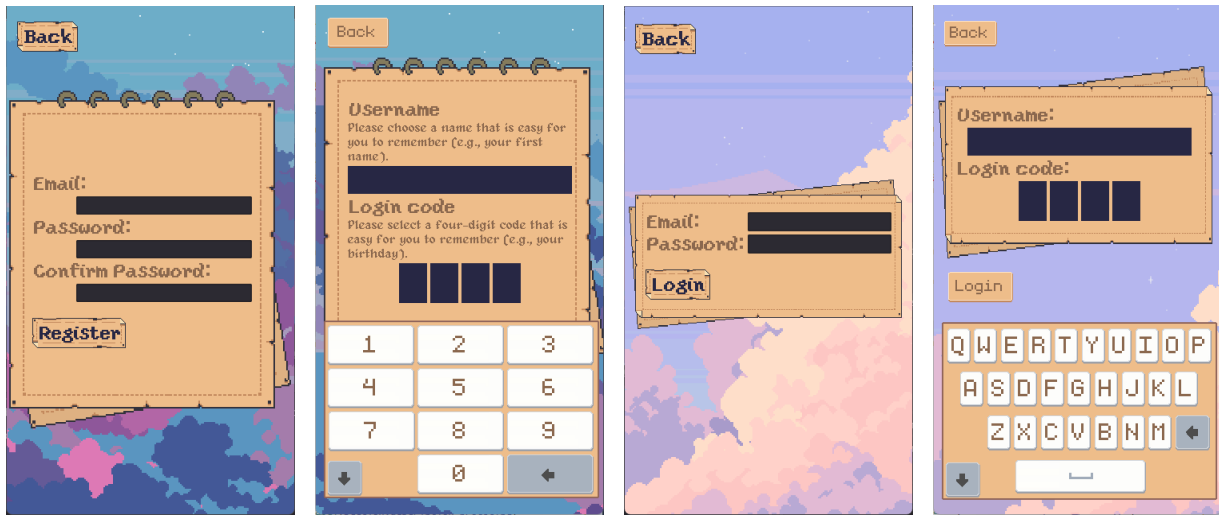 Back
Email:
Password:
Confirm Password:
Register
Back
Username
Please choose a name that is easy for
you to remember (e.g., your first
name).
Login code
Please select a four-digit code that is
easy for you to remember (e.g., your
birthday).
1 2 3
4 5 6
7 8 9
0
Back
Email:
Password:
Login
Back
Username:
Login code:
Login
Q W E R T Y U I O P
A S D F G H J K L
Z X C V B N M